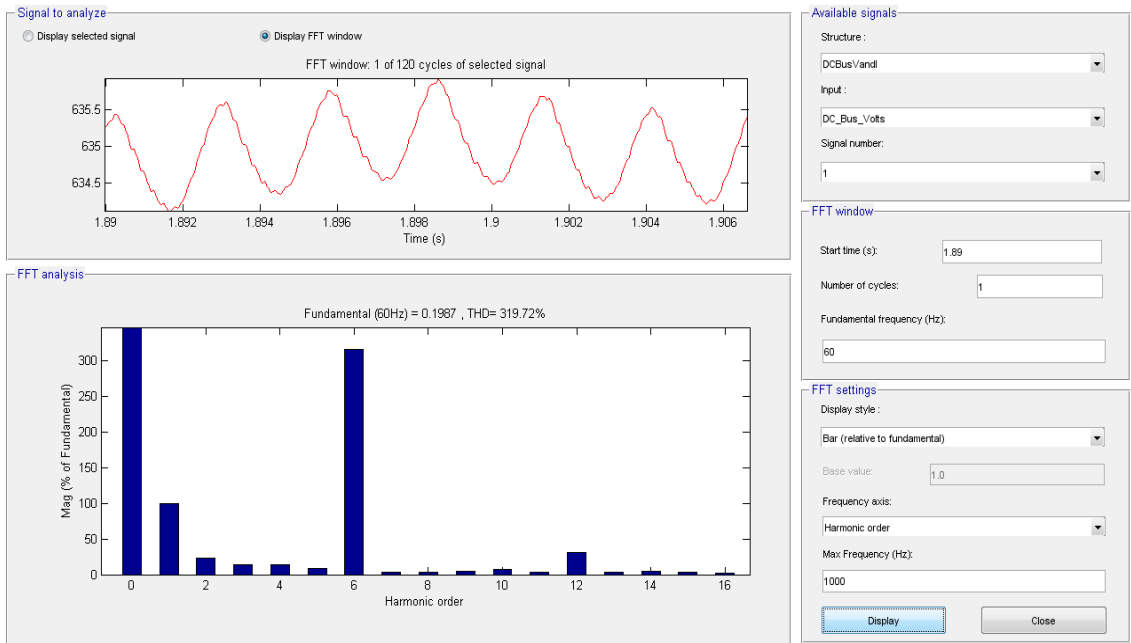 Signal to analyze
Display selected signal
Display FFT window
FFT window: 1 of 120 cycles of selected signal
635.5
635
634.5
1.89 1.892 1.894 1.896 1.898 1.9 1.902 1.904 1.906
Time (s)
FFT analysis
Fundamental (60Hz) = 0.1987 , THD= 319.72%
Mag (% of Fundamental)
300
250
200
150
100
50
0
0 2 4 6 8 10 12 14 16
Harmonic order
Available signals
Structure :
DCBusVandI
Input :
DC_Bus_Volts
Signal number:
1
FFT window
Start time (s):
1.89
Number of cycles:
1
Fundamental frequency (Hz):
60
FFT settings
Display style :
Bar (relative to fundamental)
Base value:
1.0
Frequency axis:
Harmonic order
Max Frequency (Hz):
1000
Display
Close